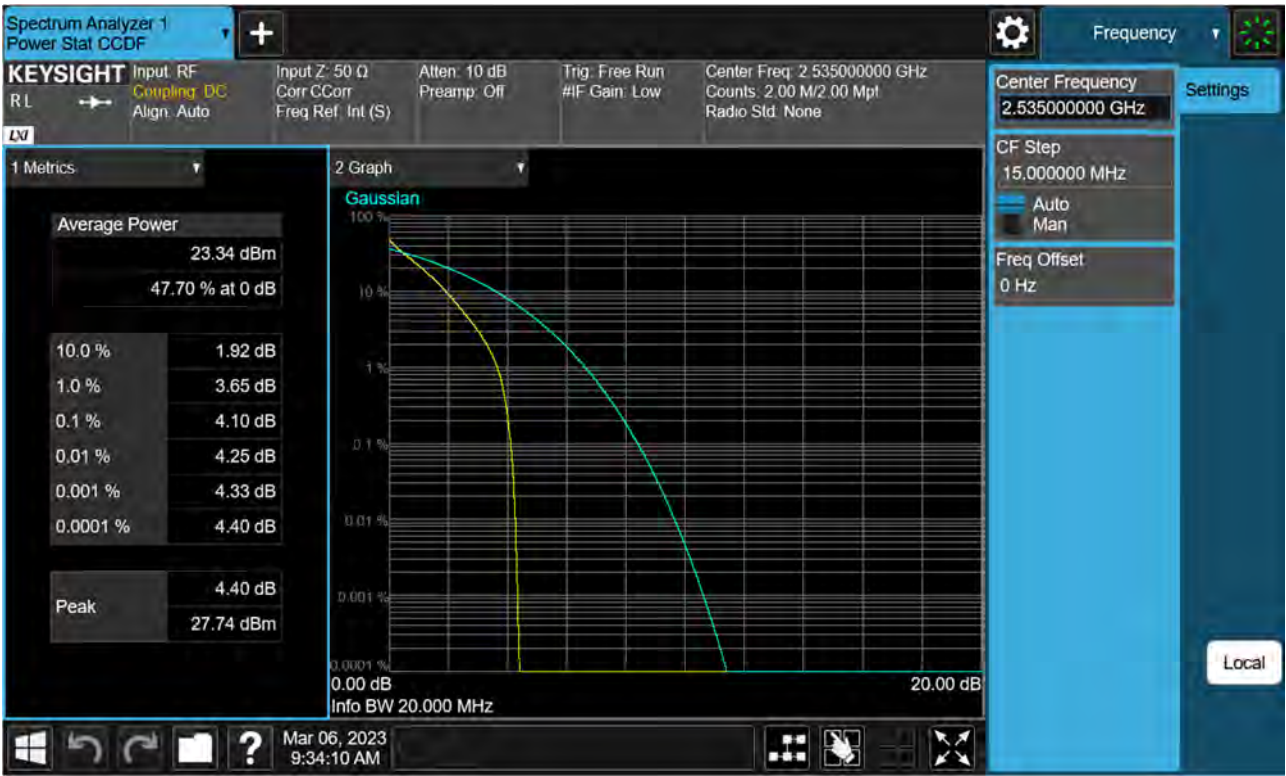 Spectrum Analyzer 1
Power Stat CCDF
+
Frequency
KEYSIGHT
R L
LXI
Input: RF
Coupling: DC
Align: Auto
Input Z: 50 Ω
Corr CCorr
Freq Ref: Int (S)
Atten: 10 dB
Preamp: Off
Trig: Free Run
#IF Gain: Low
Center Freq: 2.535000000 GHz
Counts: 2.00 M/2.00 Mpt
Radio Std: None
Center Frequency
2.535000000 GHz
Settings
CF Step
15.000000 MHz
Auto
Man
Freq Offset
0 Hz
1 Metrics
Average Power
23.34 dBm
47.70 % at 0 dB
10.0 % 1.92 dB
1.0 % 3.65 dB
0.1 % 4.10 dB
0.01 % 4.25 dB
0.001 % 4.33 dB
0.0001 % 4.40 dB
Peak
4.40 dB
27.74 dBm
2 Graph
Gaussian
100 %
10 %
1 %
0.1 %
0.01 %
0.001 %
0.0001 %
0.00 dB 20.00 dB
Info BW 20.000 MHz
Local
?
Mar 06, 2023
9:34:10 AM